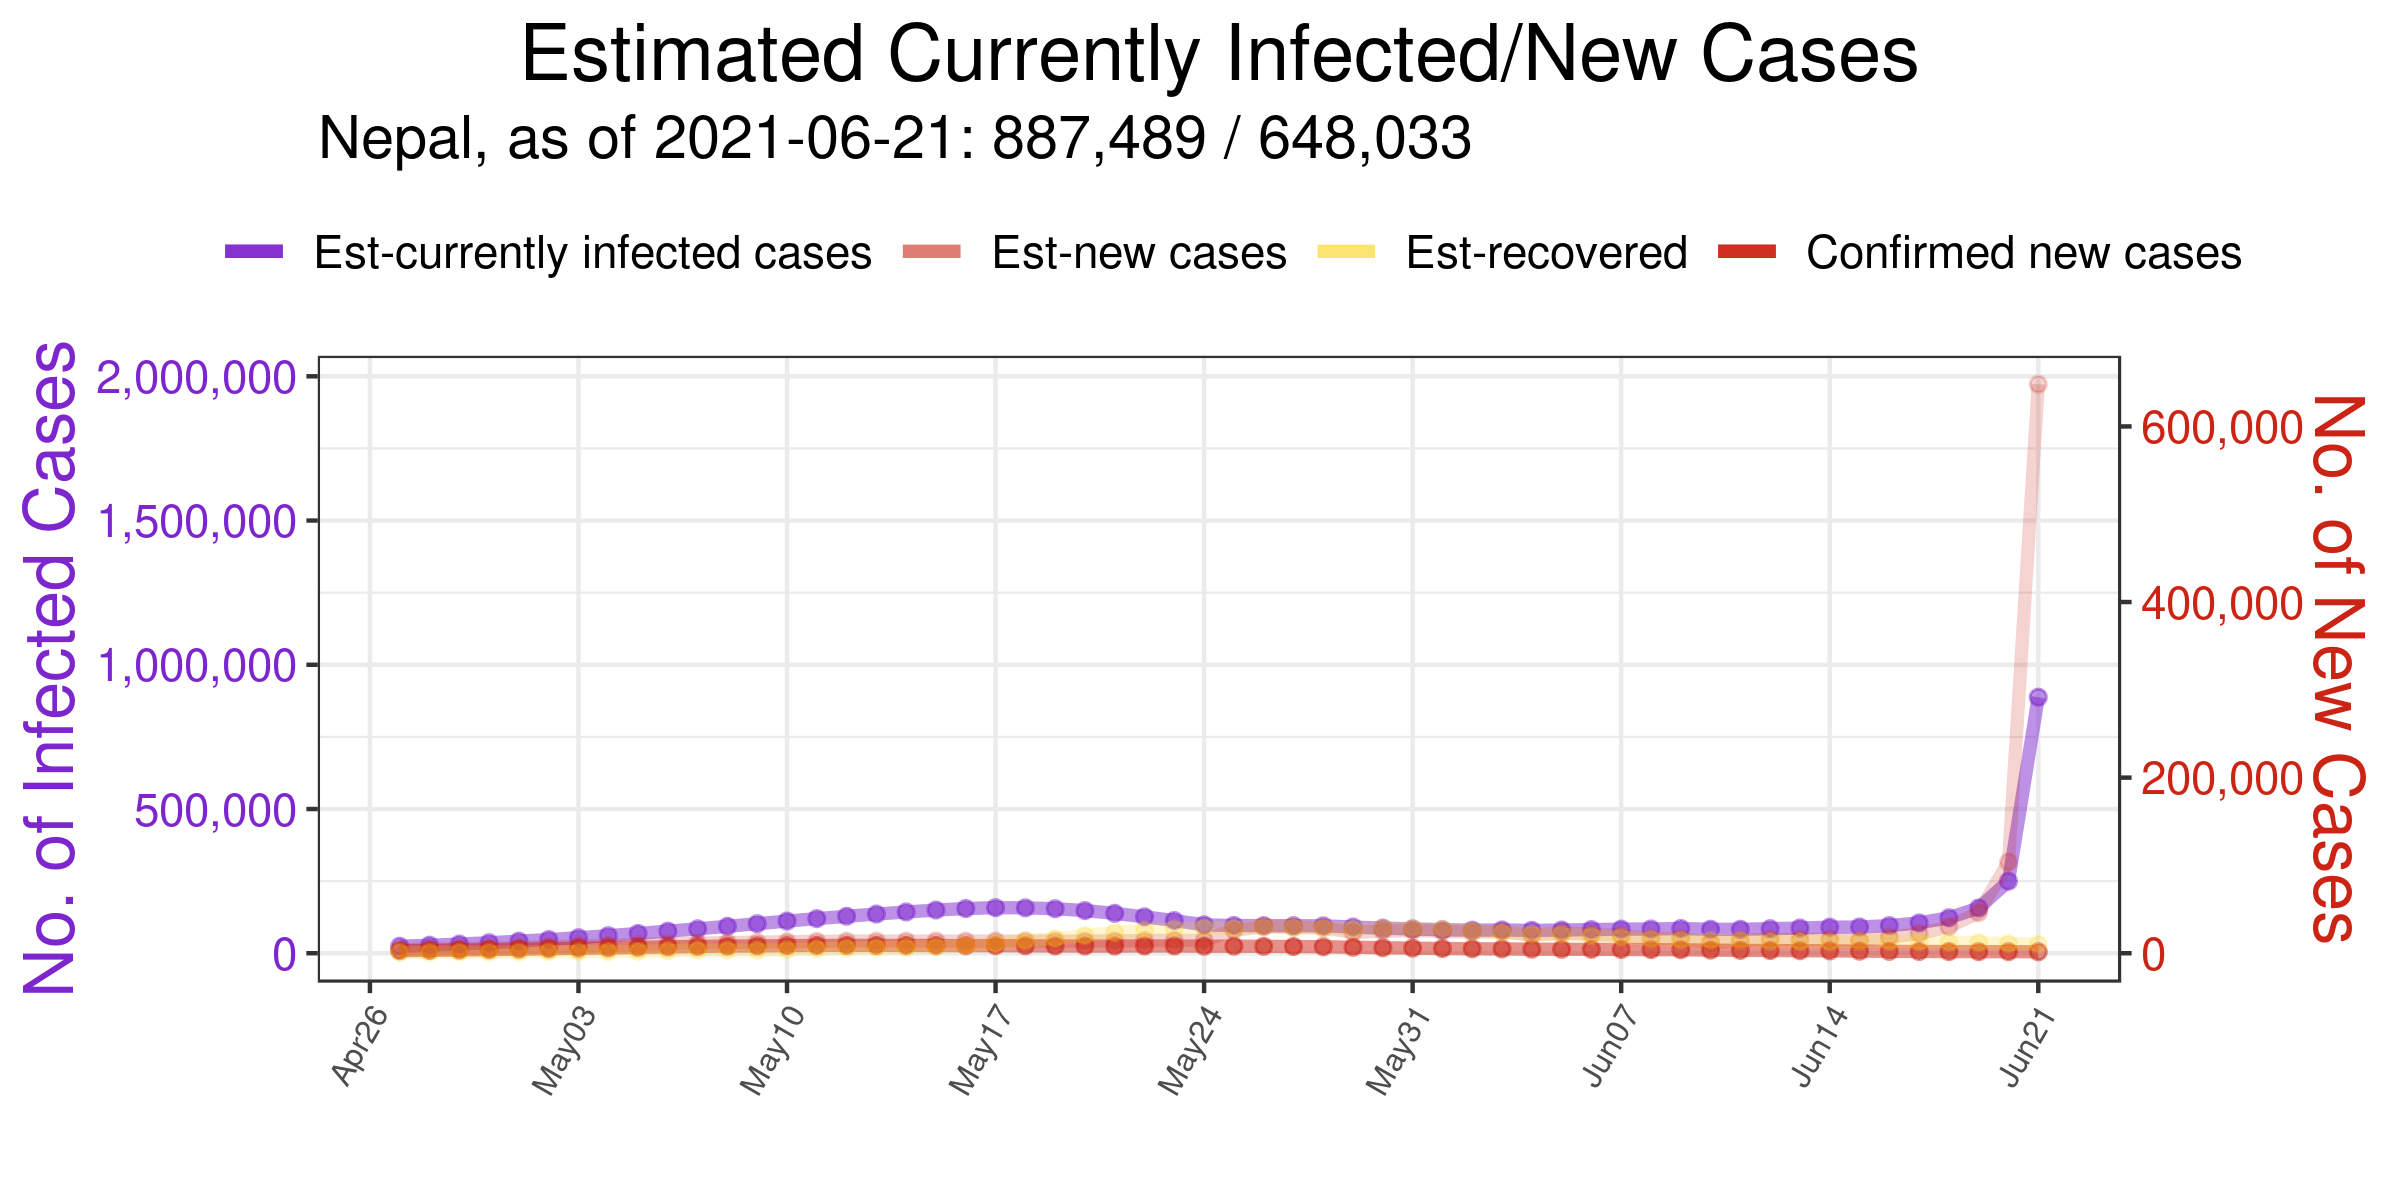 Estimated Currently Infected/New Cases
Nepal, as of 2021-06-21: 887,489 / 648,033
Est-currently infected cases Est-new cases Est-recovered Confirmed new cases
No. of Infected Cases
2,000,000
1,500,000
1,000,000
500,000
0
600,000
400,000
200,000
0
No. of New Cases
Apr26 May03 May10 May17 May24 May31 Jun07 Jun14 Jun21